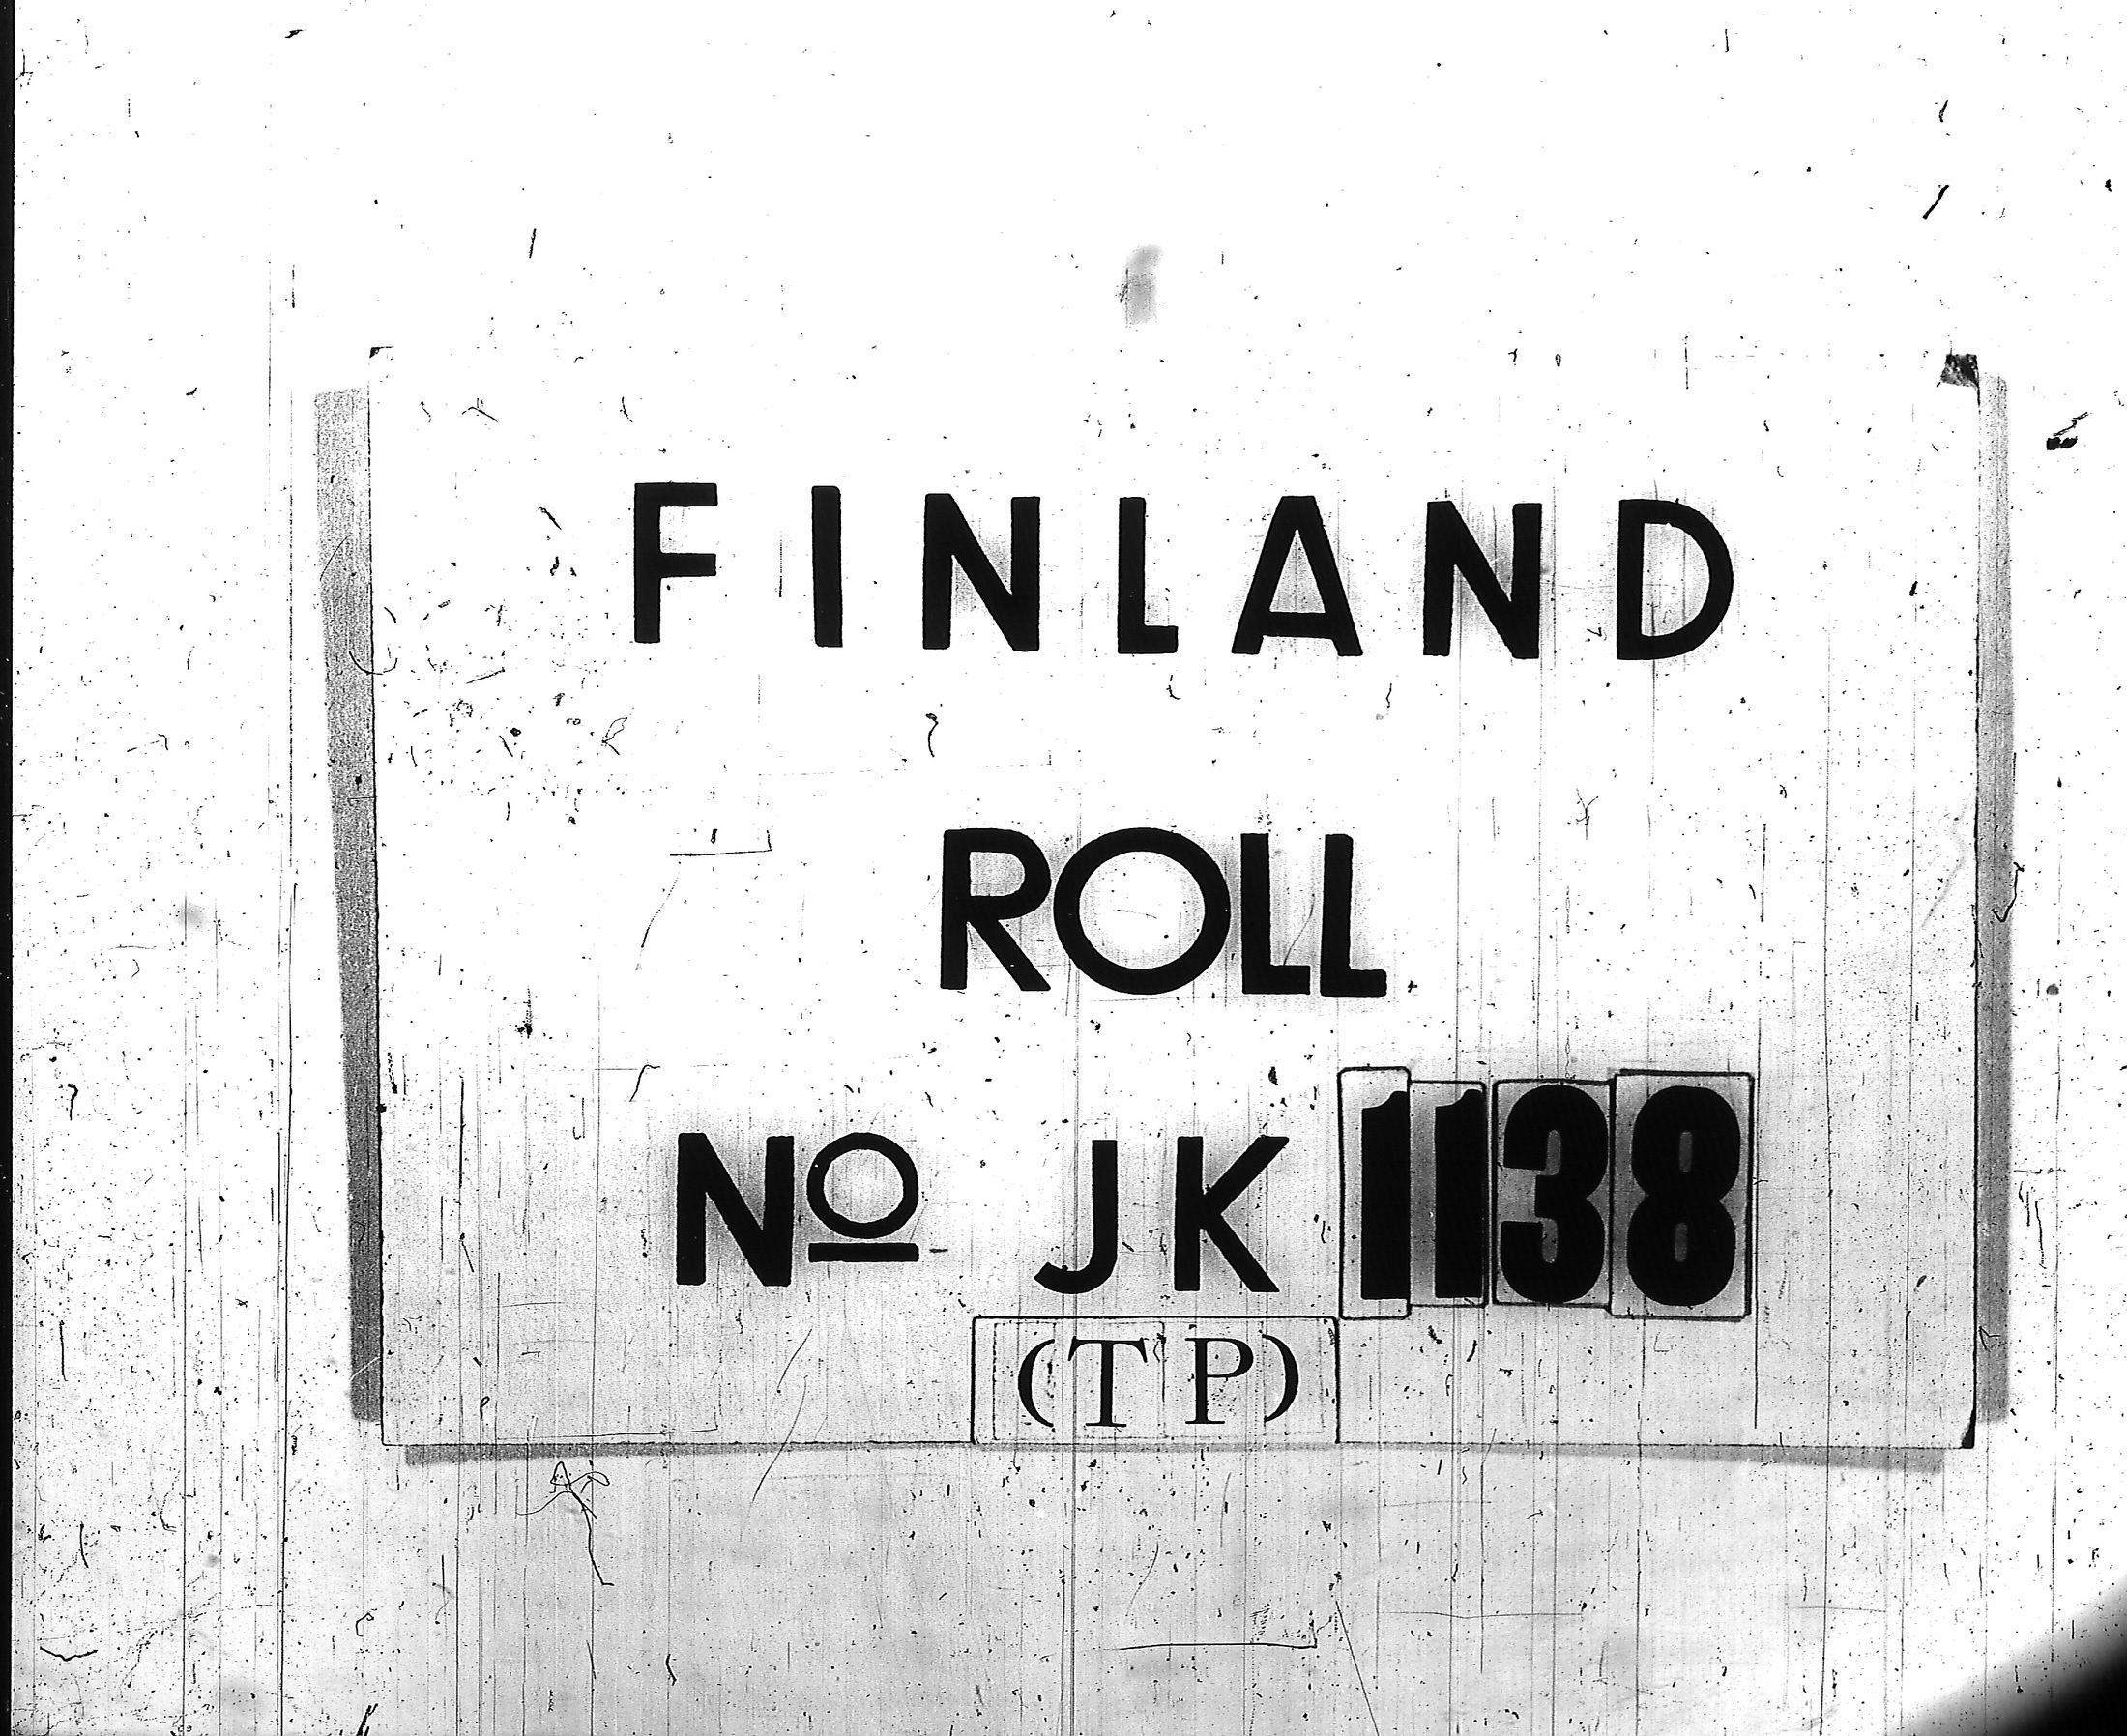 FINLAND
ROLL
Nº JK 1138
(TP)